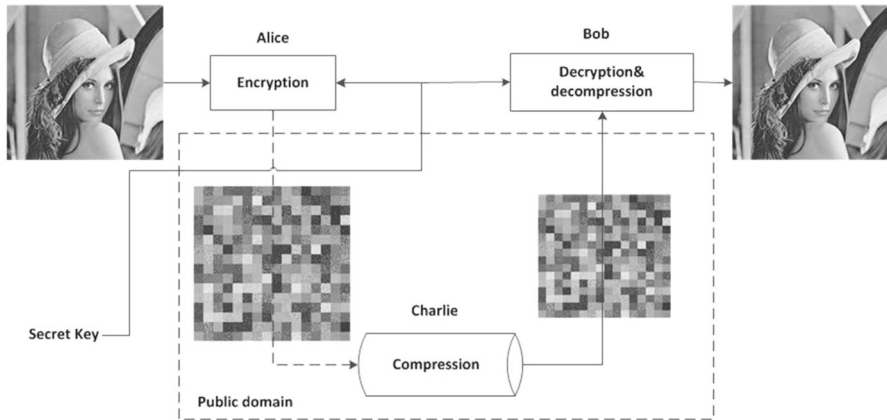 Alice
Bob
Encryption
Decryption&
decompression
Secret Key
Charlie
Compression
Public domain